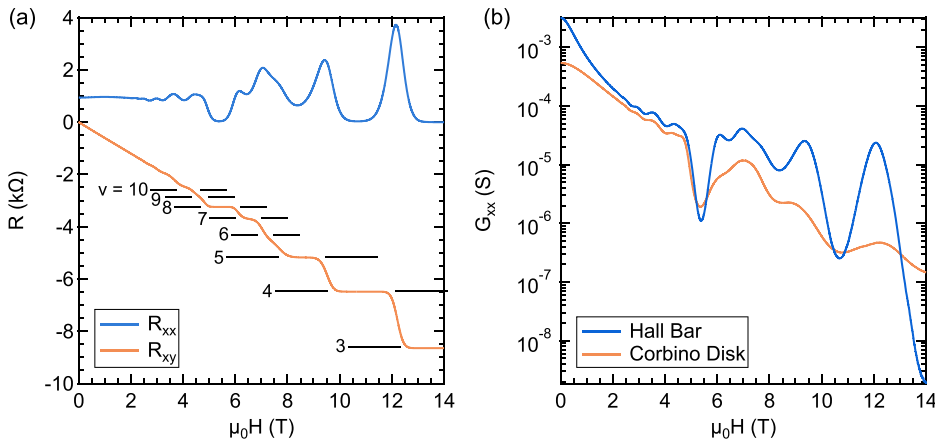 (a)
4
2
0
-2
-4
-6
-8
-10
R (kΩ)
ν = 10
9
8
7
6
5
4
3
R_xx
R_xy
0 2 4 6 8 10 12 14
μ₀H (T)
(b)
10⁻³
10⁻⁴
10⁻⁵
10⁻⁶
10⁻⁷
10⁻⁸
G_xx (S)
Hall Bar
Corbino Disk
0 2 4 6 8 10 12 14
μ₀H (T)